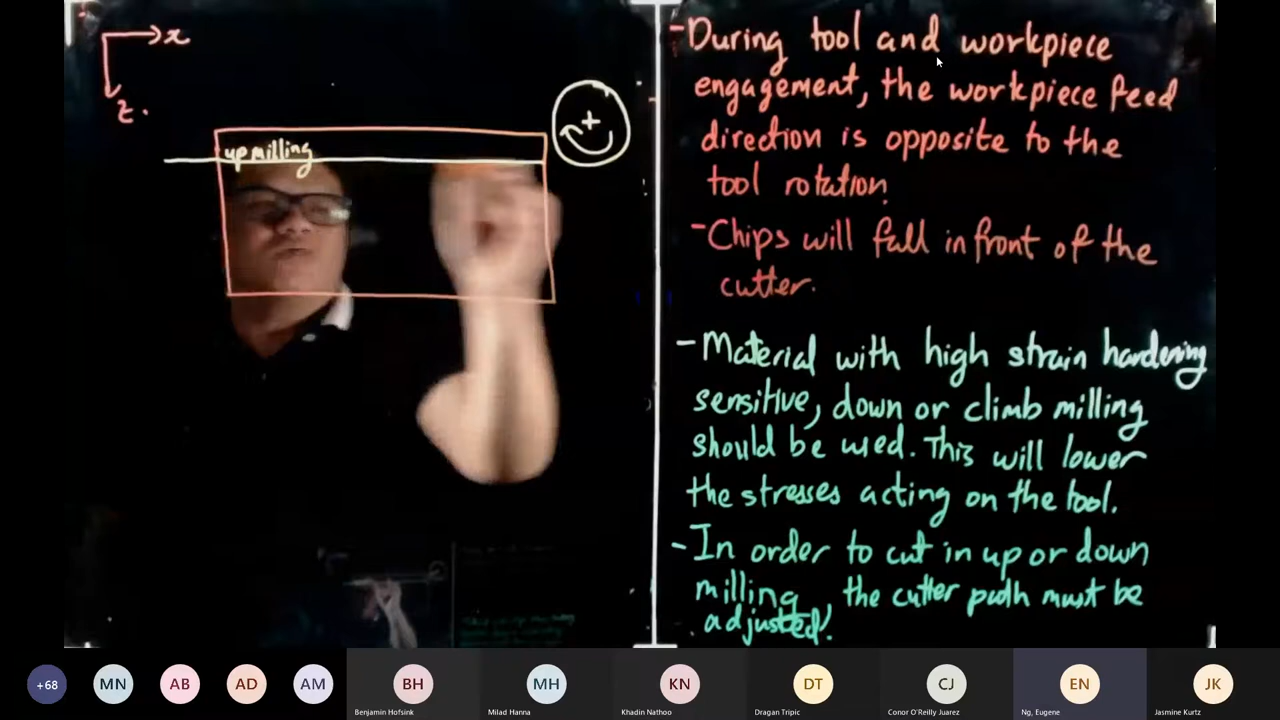 x
z.
+
up milling
-During tool and workpiece
engagement, the workpiece feed
direction is opposite to the
tool rotation.
-Chips will fall in front of the
cutter.
-Material with high strain hardening
sensitive, down or climb milling
should be used. This will lower
the stresses acting on the tool.
-In order to cut in up or down
milling, the cutter path must be
adjusted!
+68
MN
AB
AD
AM
BH
Benjamin Hofsink
MH
Milad Hanna
KN
Khadin Nathoo
DT
Dragan Tripic
CJ
Conor O'Reilly Juarez
EN
Ng, Eugene
JK
Jasmine Kurtz